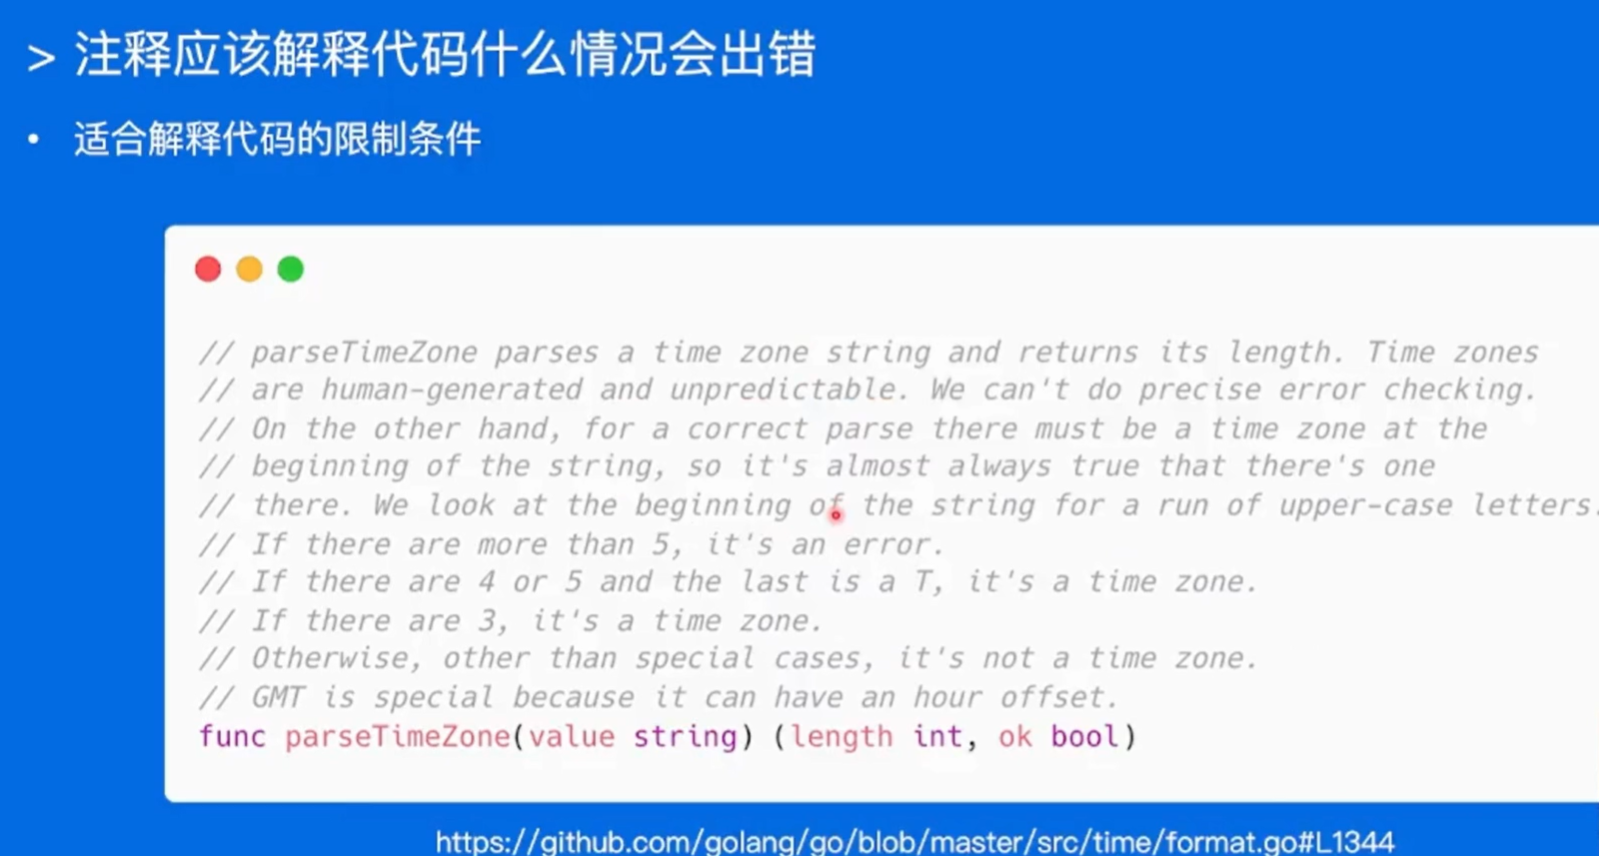 > 注释应该解释代码什么情况会出错
• 适合解释代码的限制条件
// parseTimeZone parses a time zone string and returns its length. Time zones
// are human-generated and unpredictable. We can't do precise error checking.
// On the other hand, for a correct parse there must be a time zone at the
// beginning of the string, so it's almost always true that there's one
// there. We look at the beginning of the string for a run of upper-case letters.
// If there are more than 5, it's an error.
// If there are 4 or 5 and the last is a T, it's a time zone.
// If there are 3, it's a time zone.
// Otherwise, other than special cases, it's not a time zone.
// GMT is special because it can have an hour offset.
func parseTimeZone(value string) (length int, ok bool)
https://github.com/golang/go/blob/master/src/time/format.go#L1344